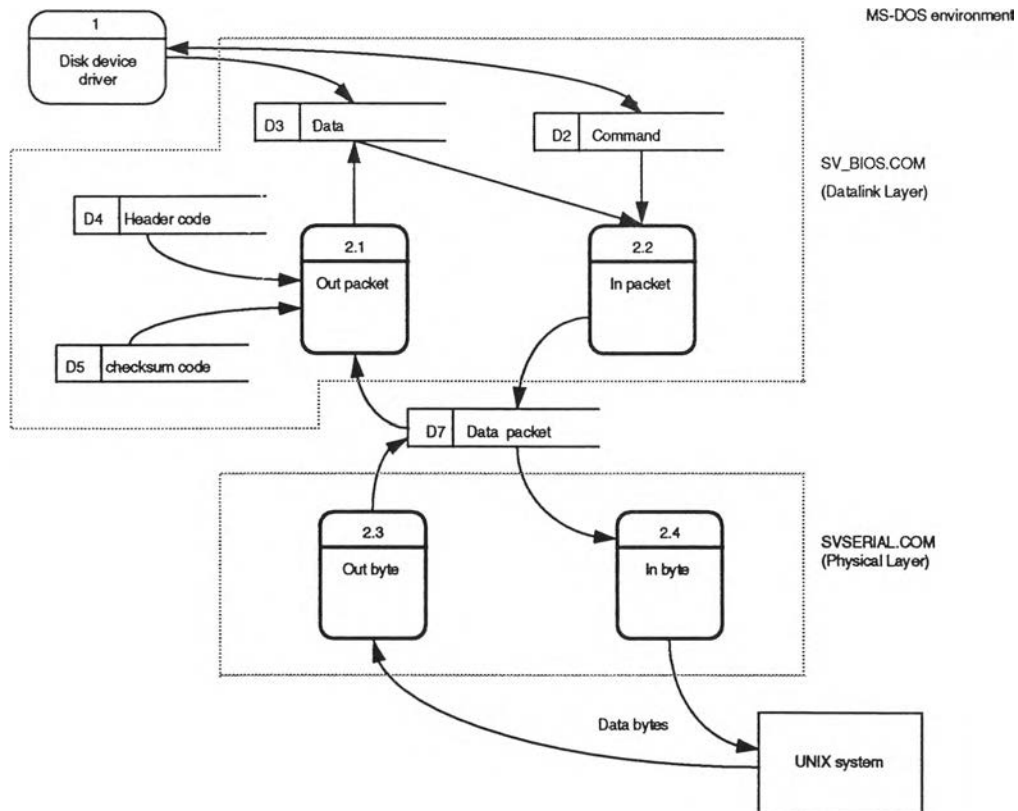 MS-DOS environment
1
Disk device
driver
D3 Data
D2 Command
SV_BIOS.COM
(Datalink Layer)
D4 Header code
2.1
Out packet
2.2
In packet
D5 checksum code
D7 Data packet
2.3
Out byte
2.4
In byte
SVSERIAL.COM
(Physical Layer)
Data bytes
UNIX system